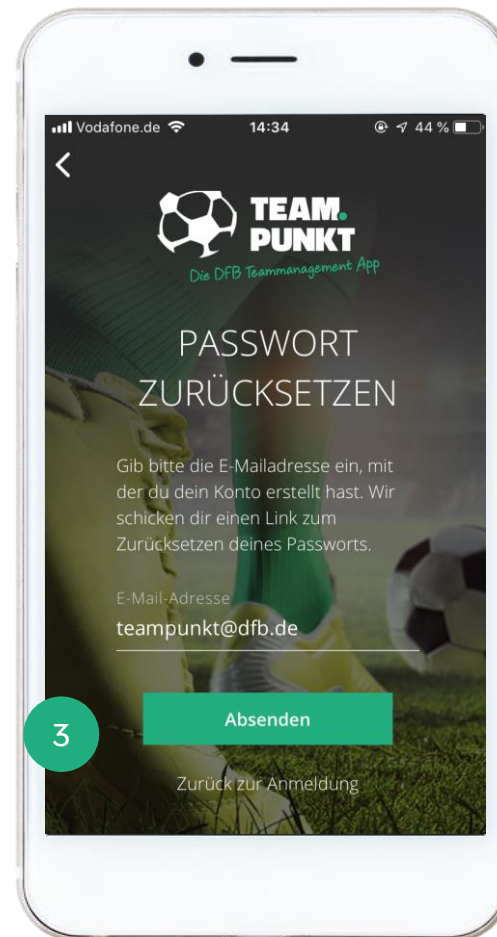 Vodafone.de 14:34 44 %
TEAM.
PUNKT
Die DFB Teammanagement App
PASSWORT
ZURÜCKSETZEN
Gib bitte die E-Mailadresse ein, mit
der du dein Konto erstellt hast. Wir
schicken dir einen Link zum
Zurücksetzen deines Passworts.
E-Mail-Adresse
teampunkt@dfb.de
Absenden
3
Zurück zur Anmeldung